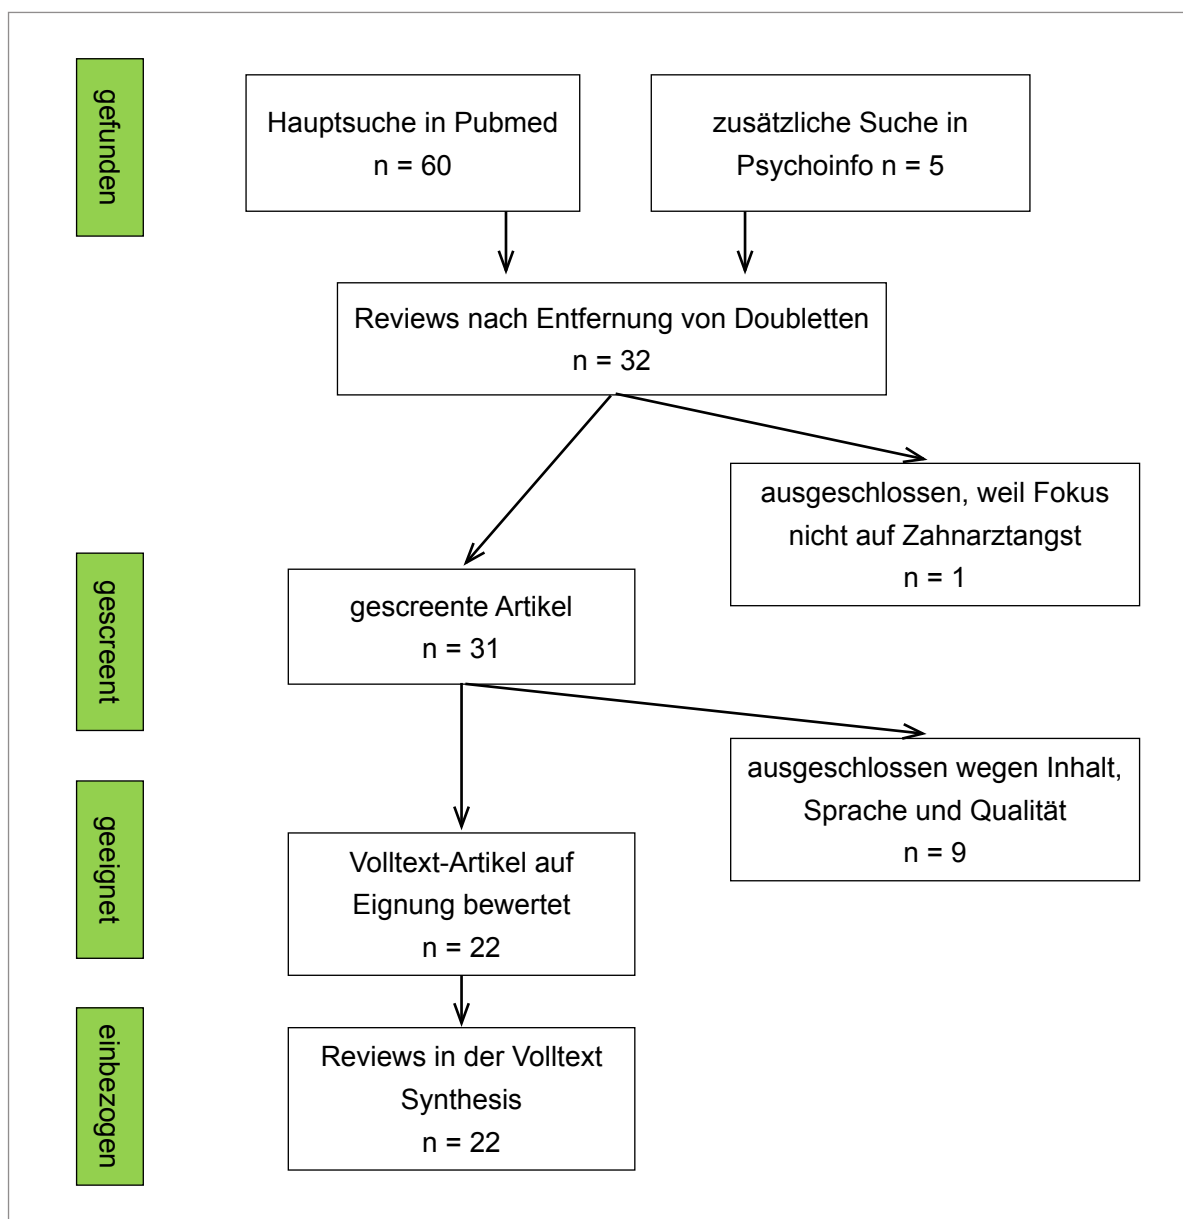 gefunden
Hauptsuche in Pubmed
n = 60
zusätzliche Suche in
Psychoinfo n = 5
Reviews nach Entfernung von Doubletten
n = 32
ausgeschlossen, weil Fokus
nicht auf Zahnarztangst
n = 1
gescreent
gescreente Artikel
n = 31
ausgeschlossen wegen Inhalt,
Sprache und Qualität
n = 9
geeignet
Volltext-Artikel auf
Eignung bewertet
n = 22
einbezogen
Reviews in der Volltext
Synthesis
n = 22